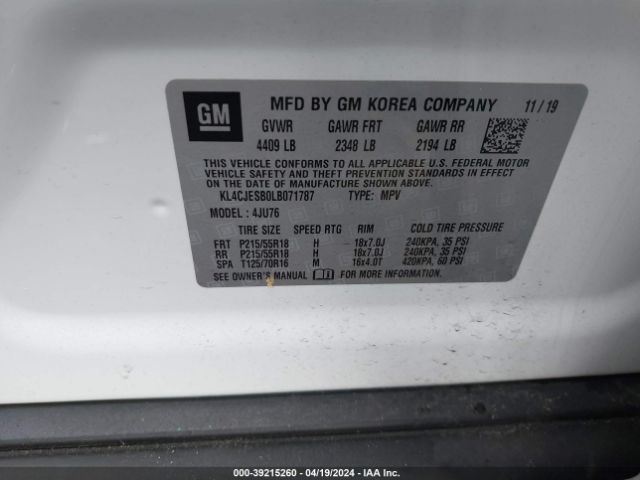 GM MFD BY GM KOREA COMPANY 11/19
GVWR GAWR FRT GAWR RR
4409 LB 2348 LB 2194 LB
THIS VEHICLE CONFORMS TO ALL APPLICABLE U.S. FEDERAL MOTOR
VEHICLE SAFETY AND THEFT PREVENTION STANDARDS IN EFFECT ON
THE DATE OF MANUFACTURE SHOWN ABOVE.
KL4CJESB0LB071787 TYPE: MPV
MODEL: 4JU76
TIRE SIZE SPEED RTG RIM COLD TIRE PRESSURE
FRT P215/55R18 H 18x7.0J 240KPA, 35 PSI
RR P215/55R18 H 18x7.0J 240KPA, 35 PSI
SPA T125/70R16 M 16x4.0T 420KPA, 60 PSI
SEE OWNER'S MANUAL FOR MORE INFORMATION.
000-39215260 - 04/19/2024 - IAA Inc.